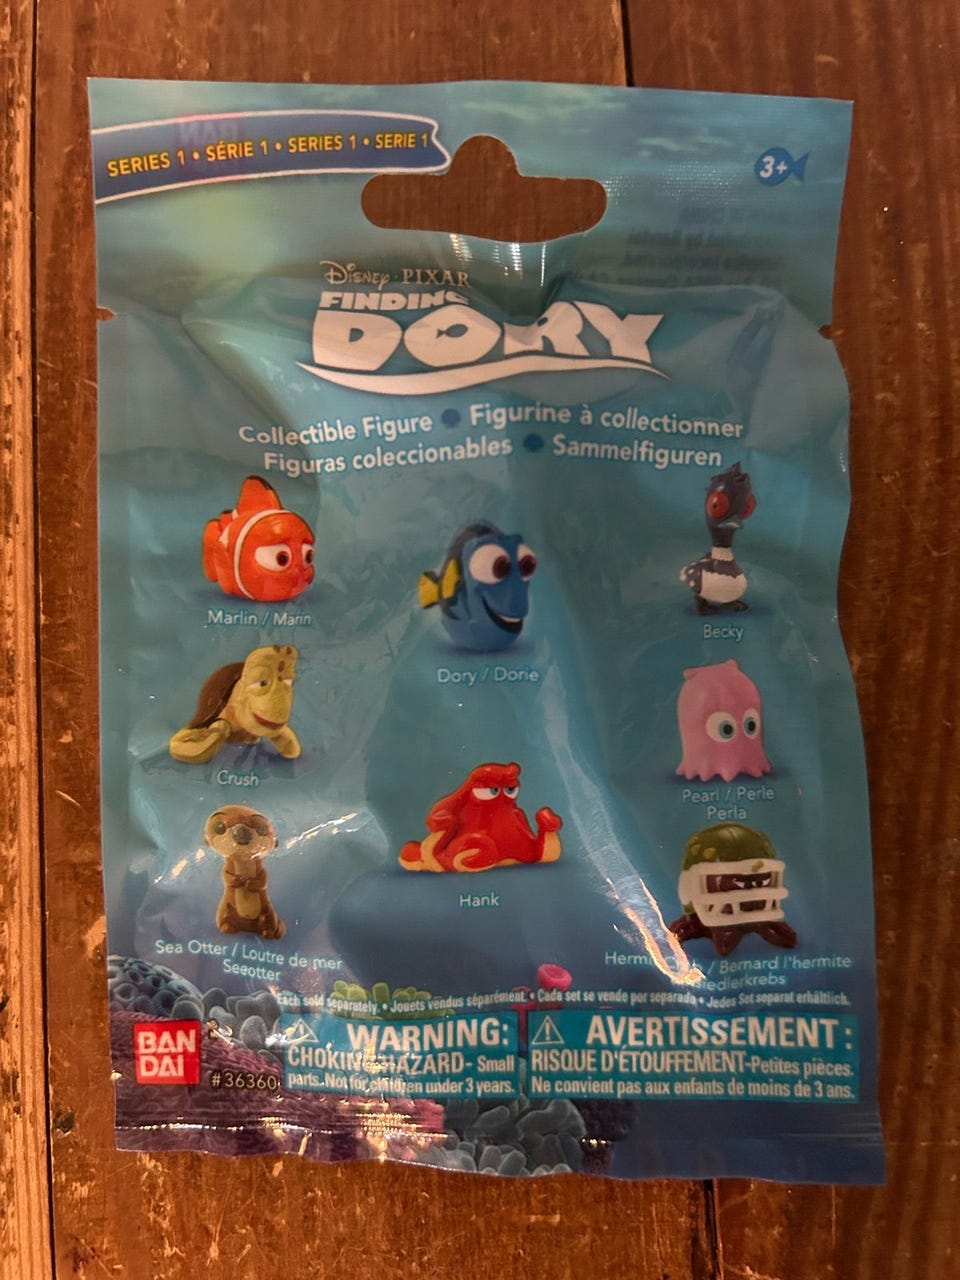 SERIES 1 • SÉRIE 1 • SERIES 1 • SERIE 1
3+
Disney · PIXAR
FINDING
DORY
Collectible Figure • Figurine à collectionner
Figuras coleccionables • Sammelfiguren
Marlin / Marin
Dory / Dorie
Becky
Crush
Pearl / Perle
Perla
Hank
Sea Otter / Loutre de mer
Seeotter
/ Bernard l'hermite
Each sold separately. • Jouets vendus séparément. • Cada set se vende por separado • Jedes Set separat erhältlich.
BAN
DAI
#36360
⚠ WARNING:
CHOKING HAZARD- Small
parts. Not for children under 3 years.
⚠ AVERTISSEMENT :
RISQUE D'ÉTOUFFEMENT-Petites pièces.
Ne convient pas aux enfants de moins de 3 ans.